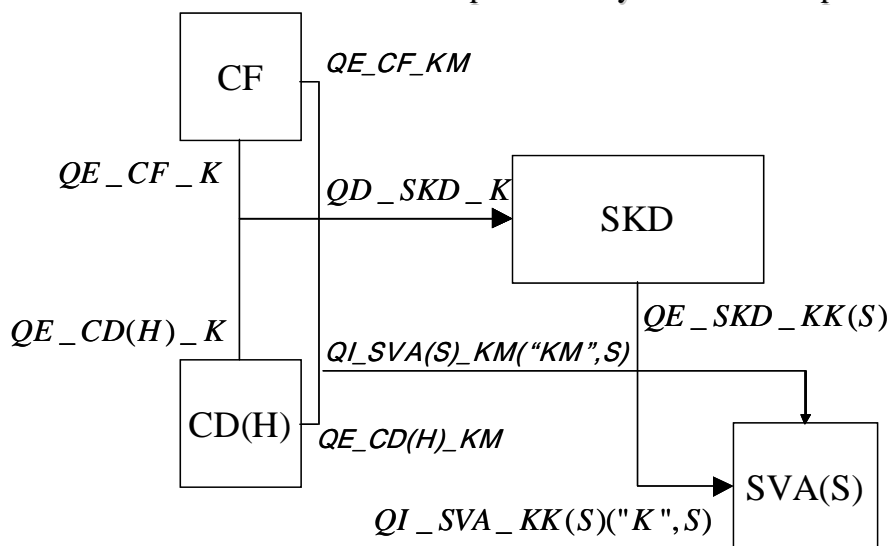 CF
QE_CF_KM
QE_CF_K
QD_SKD_K
SKD
QE_CD(H)_K
QE_SKD_KK(S)
QI_SVA(S)_KM("KM",S)
CD(H)
QE_CD(H)_KM
SVA(S)
QI_SVA_KK(S)("K",S)